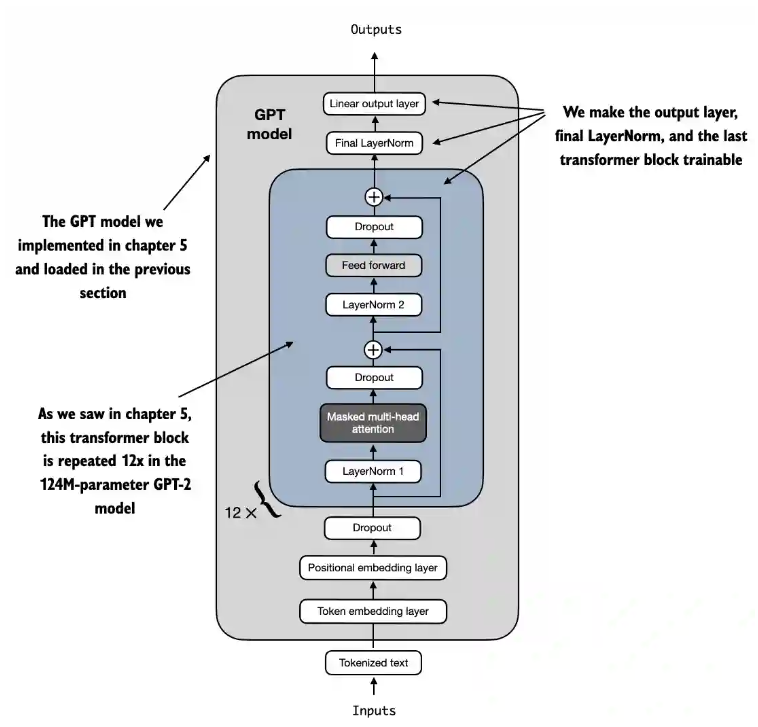 Outputs
GPT
model
Linear output layer
Final LayerNorm
We make the output layer,
final LayerNorm, and the last
transformer block trainable
The GPT model we
implemented in chapter 5
and loaded in the previous
section
Dropout
Feed forward
LayerNorm 2
+
+
Dropout
Masked multi-head
attention
LayerNorm 1
As we saw in chapter 5,
this transformer block
is repeated 12x in the
124M-parameter GPT-2
model
12 ×
{
Dropout
Positional embedding layer
Token embedding layer
Tokenized text
Inputs